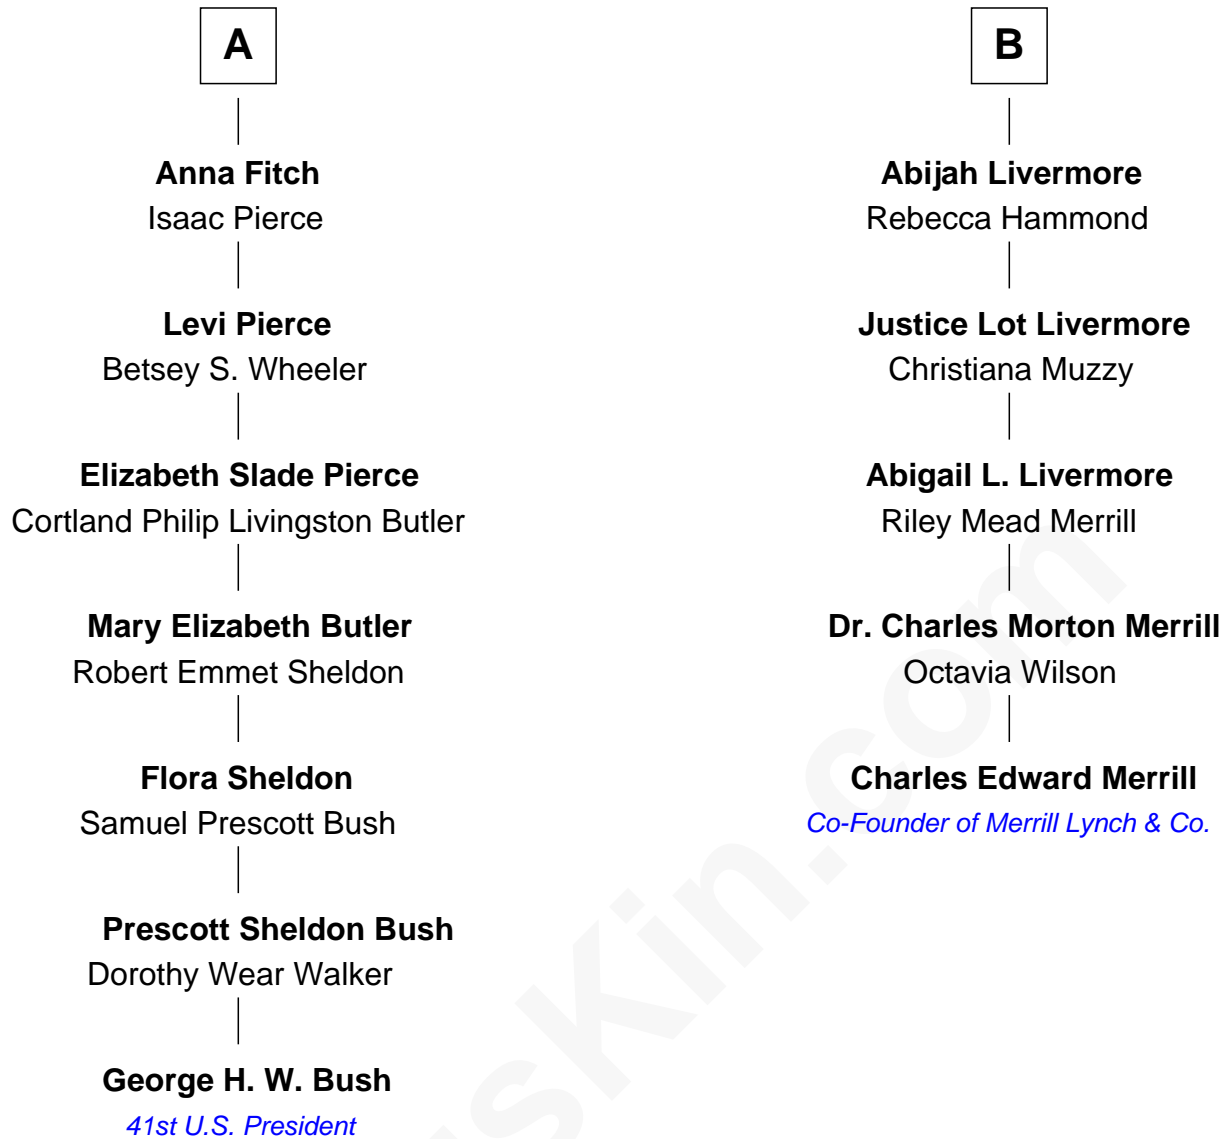 A
Anna Fitch
Isaac Pierce
Levi Pierce
Betsey S. Wheeler
Elizabeth Slade Pierce
Cortland Philip Livingston Butler
Mary Elizabeth Butler
Robert Emmet Sheldon
Flora Sheldon
Samuel Prescott Bush
Prescott Sheldon Bush
Dorothy Wear Walker
George H. W. Bush
41st U.S. President
B
Abijah Livermore
Rebecca Hammond
Justice Lot Livermore
Christiana Muzzy
Abigail L. Livermore
Riley Mead Merrill
Dr. Charles Morton Merrill
Octavia Wilson
Charles Edward Merrill
Co-Founder of Merrill Lynch & Co.
sKin.com